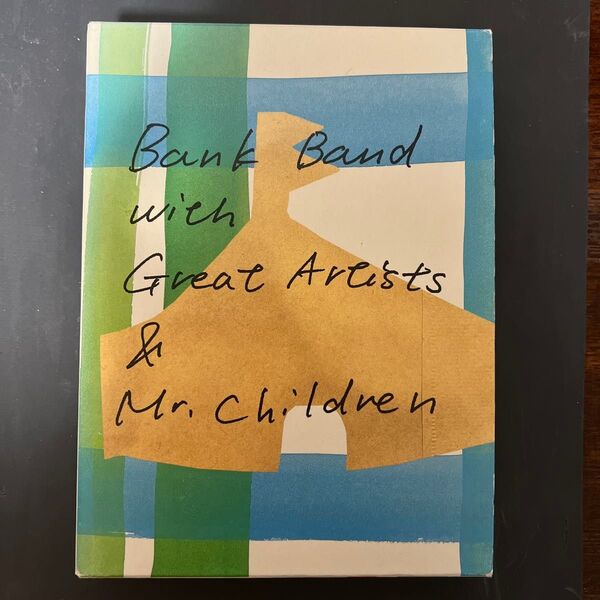 Bank Band
with
Great Artists
&
Mr. Children